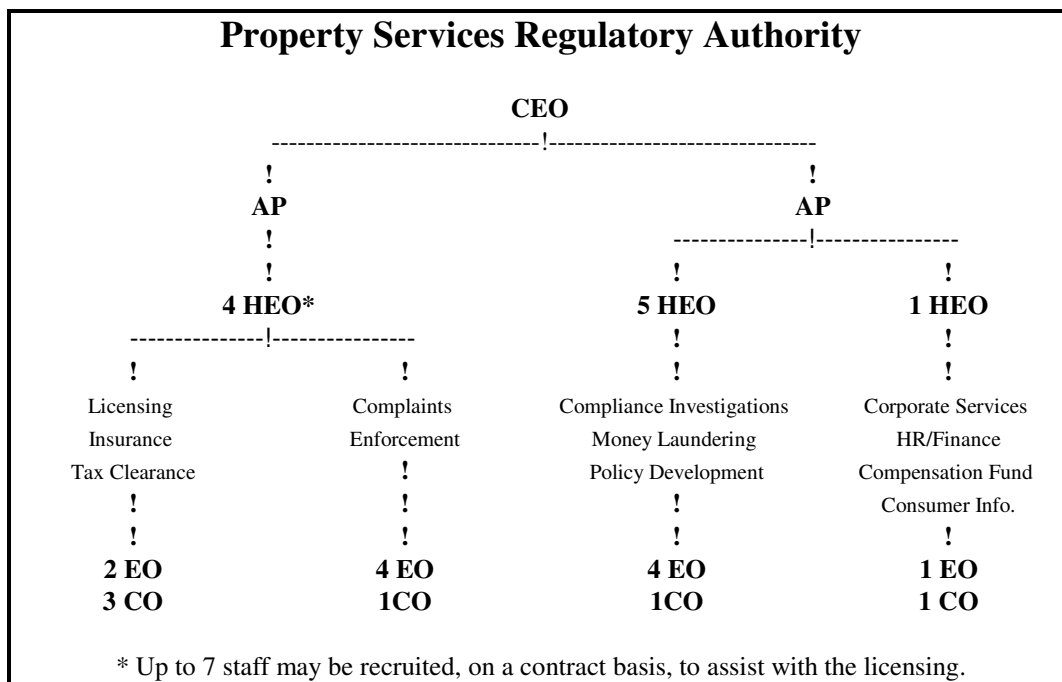 Property Services Regulatory Authority
CEO
------------------------------!------------------------------
! !
AP AP
! ---------------!----------------
! ! !
4 HEO* 5 HEO 1 HEO
---------------!---------------- ! !
! ! ! !
Licensing Complaints Compliance Investigations Corporate Services
Insurance Enforcement Money Laundering HR/Finance
Tax Clearance ! Policy Development Compensation Fund
! ! ! Consumer Info.
! ! ! !
2 EO 4 EO 4 EO 1 EO
3 CO 1CO 1CO 1 CO
* Up to 7 staff may be recruited, on a contract basis, to assist with the licensing.